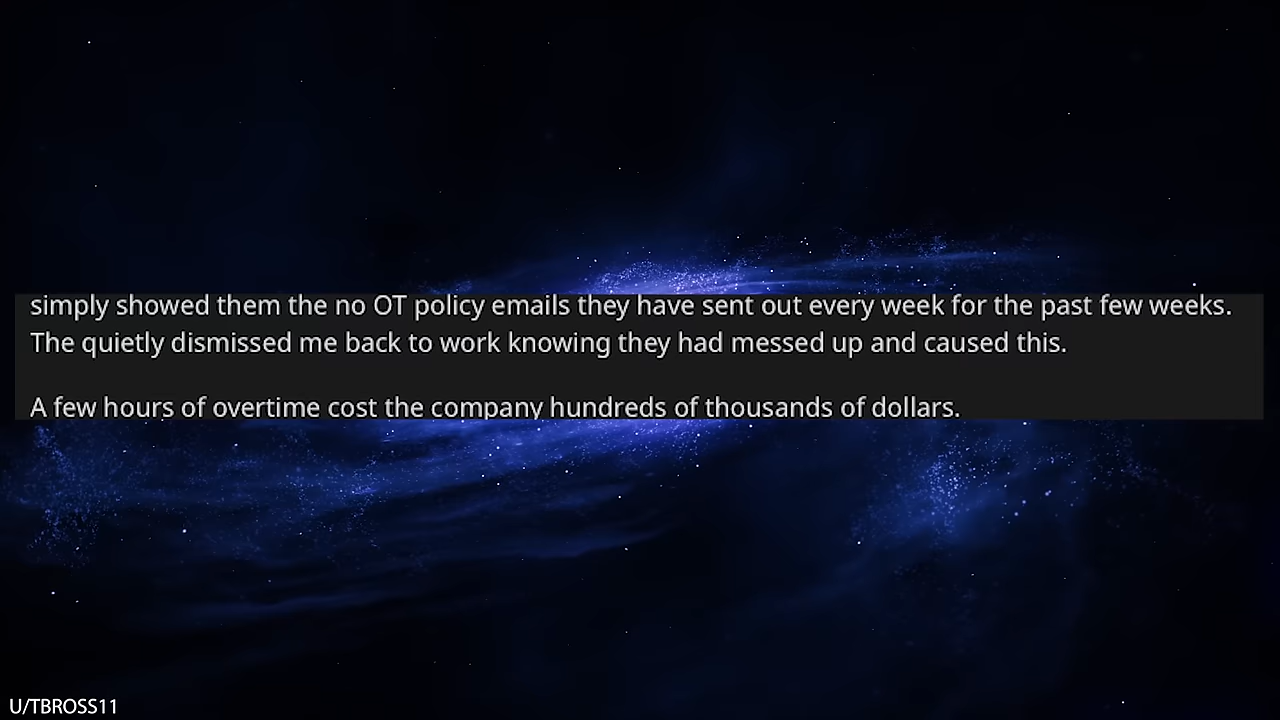 simply showed them the no OT policy emails they have sent out every week for the past few weeks.
The quietly dismissed me back to work knowing they had messed up and caused this.
A few hours of overtime cost the company hundreds of thousands of dollars.
U/TBROSS11